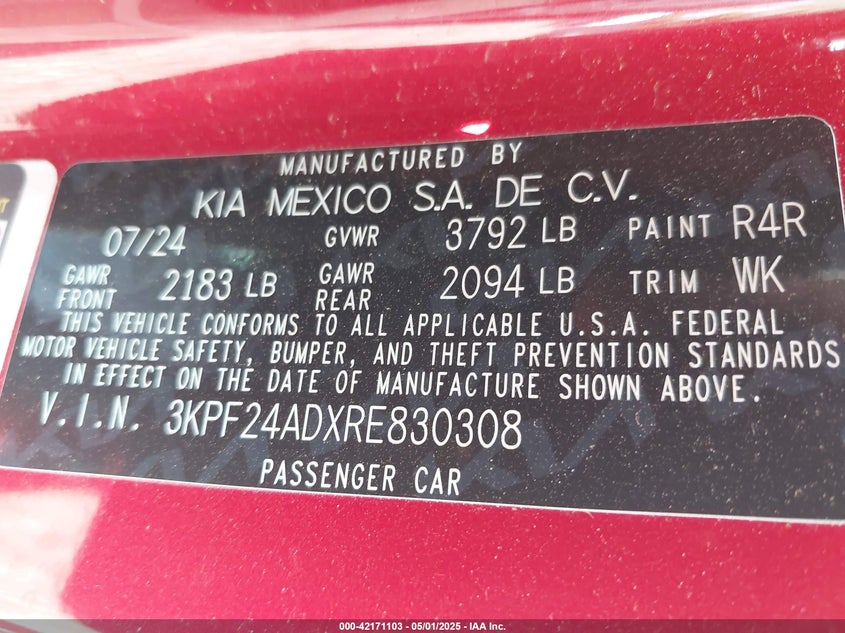 MANUFACTURED BY
KIA MEXICO S.A. DE C.V.
07/24 GVWR 3792 LB PAINT R4R
GAWR FRONT 2183 LB GAWR REAR 2094 LB TRIM WK
THIS VEHICLE CONFORMS TO ALL APPLICABLE U.S.A. FEDERAL
MOTOR VEHICLE SAFETY, BUMPER, AND THEFT PREVENTION STANDARDS
IN EFFECT ON THE DATE OF MANUFACTURE SHOWN ABOVE.
V.I.N. 3KPF24ADXRE830308
PASSENGER CAR
000-42171103 - 05/01/2025 - IAA Inc.